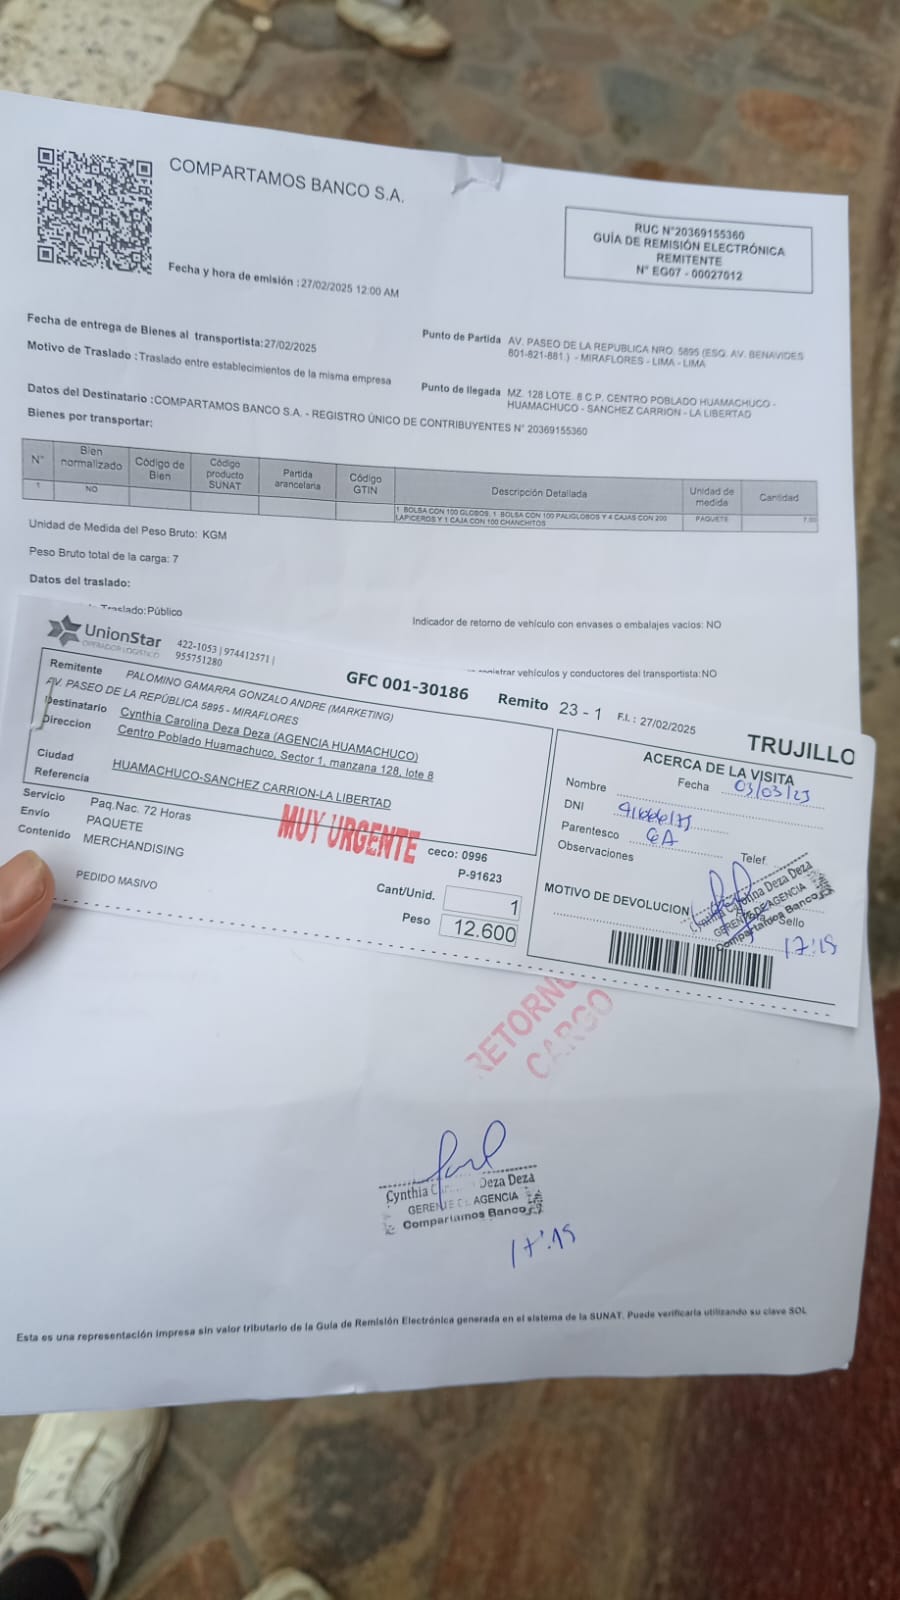 COMPARTAMOS BANCO S.A.
RUC N°20369155360
GUÍA DE REMISIÓN ELECTRÓNICA
REMITENTE
N° EG07 - 00027012
Fecha y hora de emisión :27/02/2025 12:00 AM
Fecha de entrega de Bienes al transportista:27/02/2025
Motivo de Traslado :Traslado entre establecimientos de la misma empresa
Punto de Partida AV. PASEO DE LA REPUBLICA NRO. 5895 (ESQ. AV. BENAVIDES
801-821-881.) - MIRAFLORES - LIMA - LIMA
Punto de llegada MZ. 128 LOTE. 8 C.P. CENTRO POBLADO HUAMACHUCO -
HUAMACHUCO - SANCHEZ CARRION - LA LIBERTAD
Datos del Destinatario :COMPARTAMOS BANCO S.A. - REGISTRO ÚNICO DE CONTRIBUYENTES N° 20369155360
Bienes por transportar:
N° Bien normalizado Código de Bien Código producto SUNAT Partida arancelaria Código GTIN Descripción Detallada Unidad de medida Cantidad
1 NO 1 BOLSA CON 100 GLOBOS, 1 BOLSA CON 100 PALIGLOBOS Y 4 CAJAS CON 200 PAQUETE 7.00
LAPICEROS Y 1 CAJA CON 100 CHANCHITOS
Unidad de Medida del Peso Bruto: KGM
Peso Bruto total de la carga: 7
Datos del traslado:
Traslado:Público
Indicador de retorno de vehículo con envases o embalajes vacíos: NO
registrar vehículos y conductores del transportista:NO
UnionStar
OPERADOR LOGISTICO
422-1053 | 974412571 |
955751280
GFC 001-30186
Remito 23 - 1
F.I. : 27/02/2025
TRUJILLO
Remitente PALOMINO GAMARRA GONZALO ANDRE (MARKETING)
AV. PASEO DE LA REPÚBLICA 5895 - MIRAFLORES
Destinatario Cynthia Carolina Deza Deza (AGENCIA HUAMACHUCO)
Direccion Centro Poblado Huamachuco, Sector 1, manzana 128, lote 8
Ciudad HUAMACHUCO-SANCHEZ CARRION-LA LIBERTAD
Referencia
Servicio Paq.Nac. 72 Horas
Envío PAQUETE
Contenido MERCHANDISING
PEDIDO MASIVO
MUY URGENTE
ceco: 0996
P-91623
Cant/Unid. 1
Peso 12.600
ACERCA DE LA VISITA
Fecha 03/03/25
Nombre
DNI
Parentesco GA
Observaciones
Telef.
MOTIVO DE DEVOLUCION
Cynthia Carolina Deza Deza
GERENTE DE AGENCIA
Compartamos Banco
Sello
17:15
RETORNO
CARGO
Cynthia Deza Deza
GERENTE AGENCIA
Compartamos Banco
17:15
Esta es una representación impresa sin valor tributario de la Guía de Remisión Electrónica generada en el sistema de la SUNAT. Puede verificarla utilizando su clave SOL